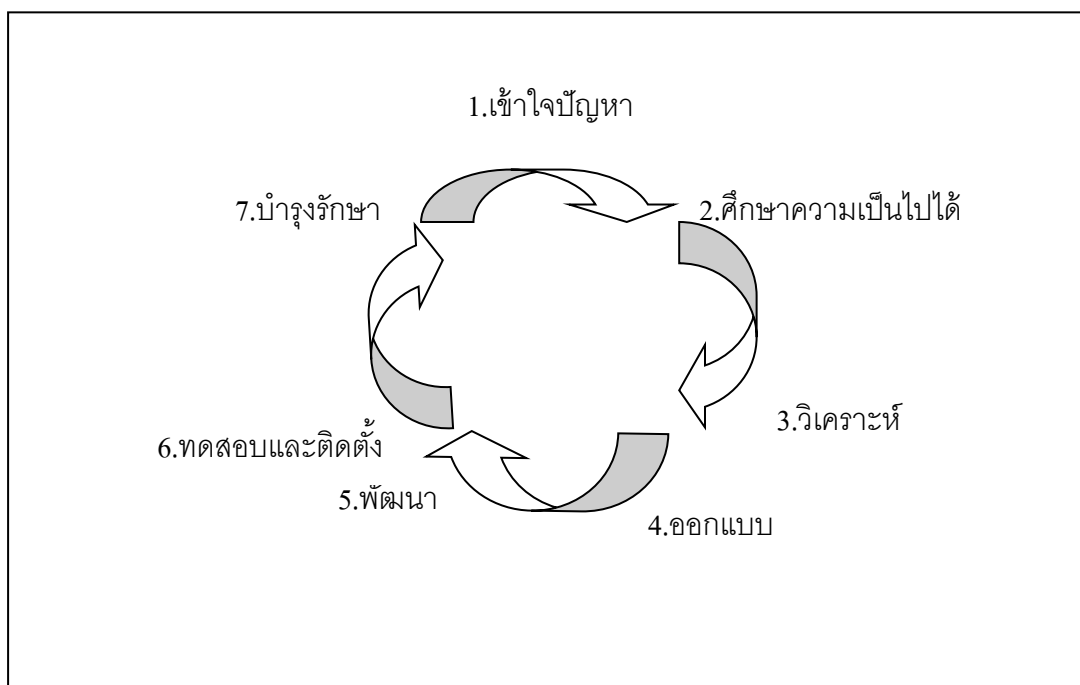 1.เข้าใจปัญหา
2.ศึกษาความเป็นไปได้
3.วิเคราะห์
4.ออกแบบ
5.พัฒนา
6.ทดสอบและติดตั้ง
7.บำรุงรักษา